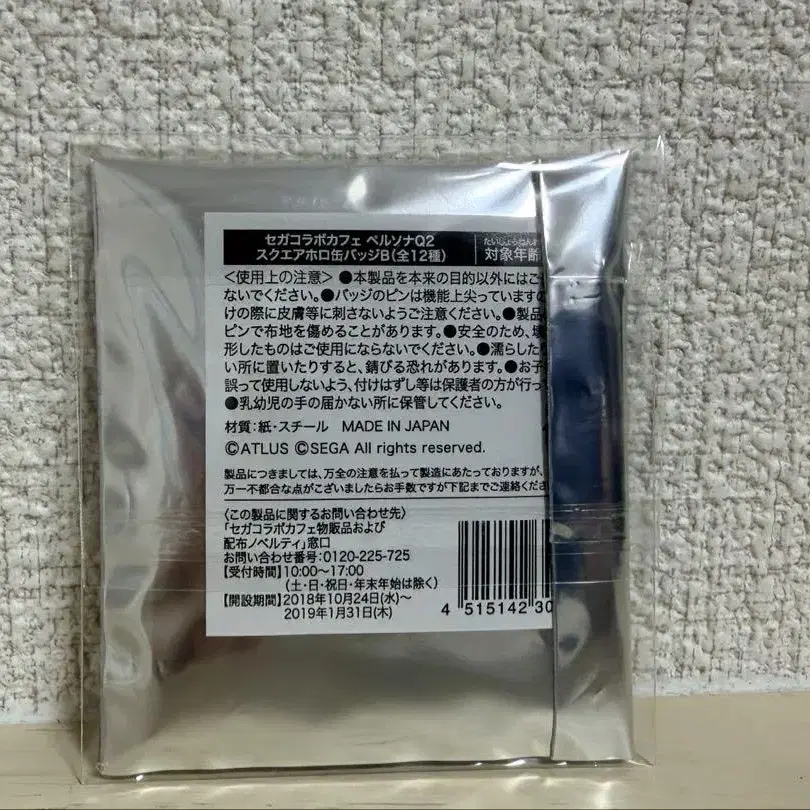 セガコラボカフェ ペルソナQ2
スクエアホロ缶バッジB(全12種)
たいしょうねんれ
対象年齢
＜使用上の注意＞ ●本製品を本来の目的以外にはご
ないでください。●バッジのピンは機能上尖っています
けの際に皮膚等に刺さないようご注意ください。●製品
ピンで布地を傷めることがあります。●安全のため、
形したものはご使用にならないでください。●濡らしたり
い所に置いたりすると、錆びる恐れがあります。●お子
誤って使用しないよう、付けはずし等は保護者の方が行っ
●乳幼児の手の届かない所に保管してください。
材質:紙・スチール MADE IN JAPAN
©ATLUS ©SEGA All rights reserved.
製品につきましては、万全の注意を払って製造にあたっておりますが、
万一不都合な点がございましたらお手数ですが下記までご連絡くださ
〈この製品に関するお問い合わせ先〉
「セガコラボカフェ物販品および
配布ノベルティ」窓口
お問い合わせ番号:0120-225-725
【受付時間】10:00～17:00
(土・日・祝日・年末年始は除く)
【開設期間】2018年10月24日(水)～
2019年1月31日(木)
4 515142 30